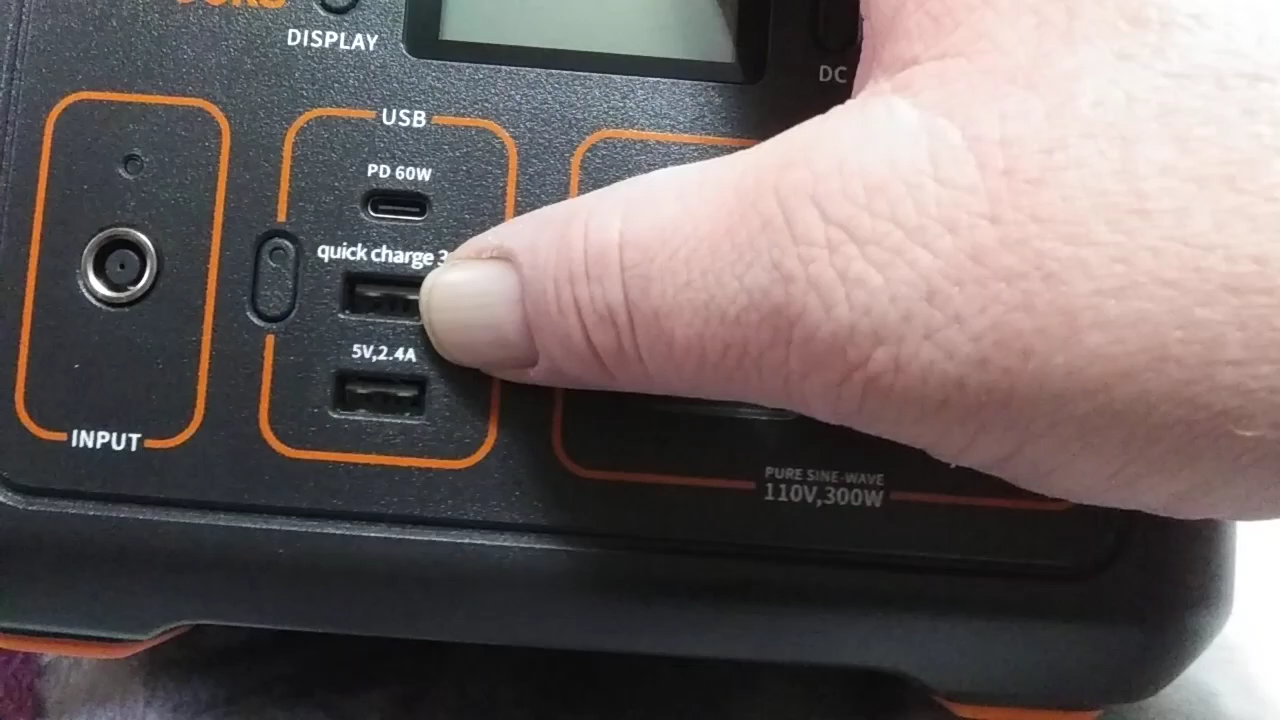 DISPLAY
DC
USB
PD 60W
quick charge 3
5V,2.4A
INPUT
PURE SINE-WAVE
110V,300W